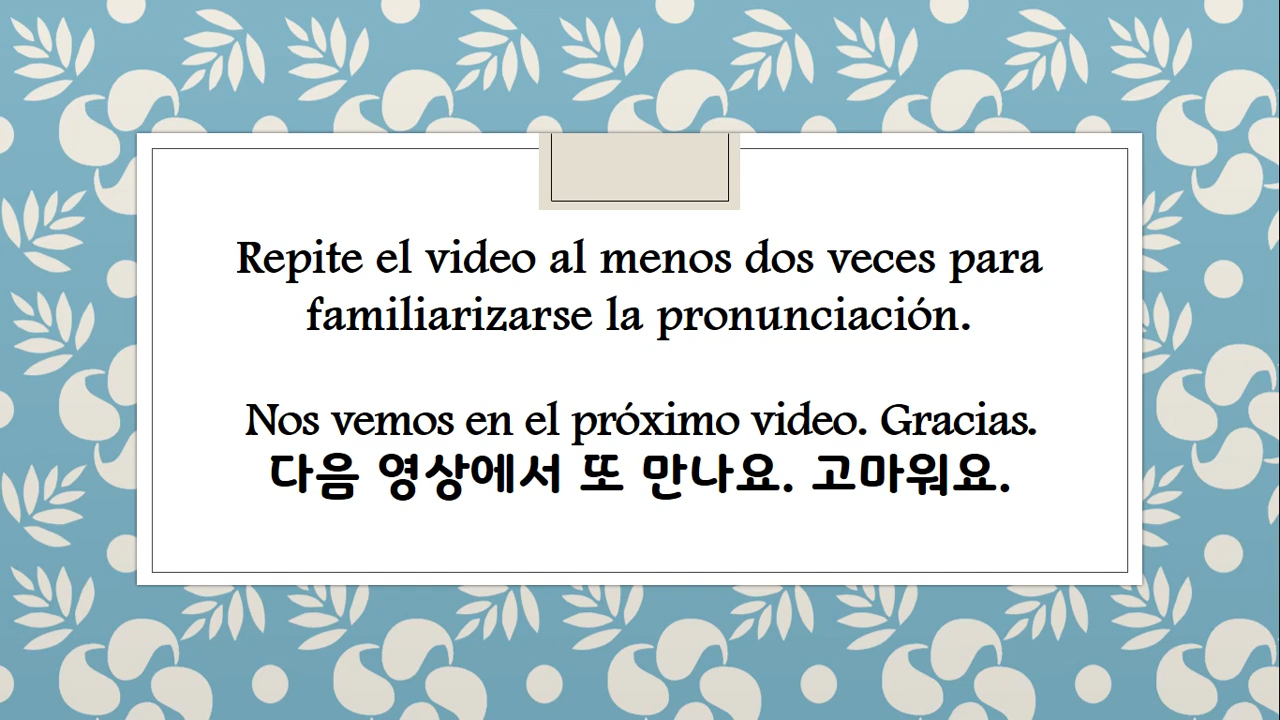 Repite el video al menos dos veces para
familiarizarse la pronunciación.
Nos vemos en el próximo video. Gracias.
다음 영상에서 또 만나요. 고마워요.